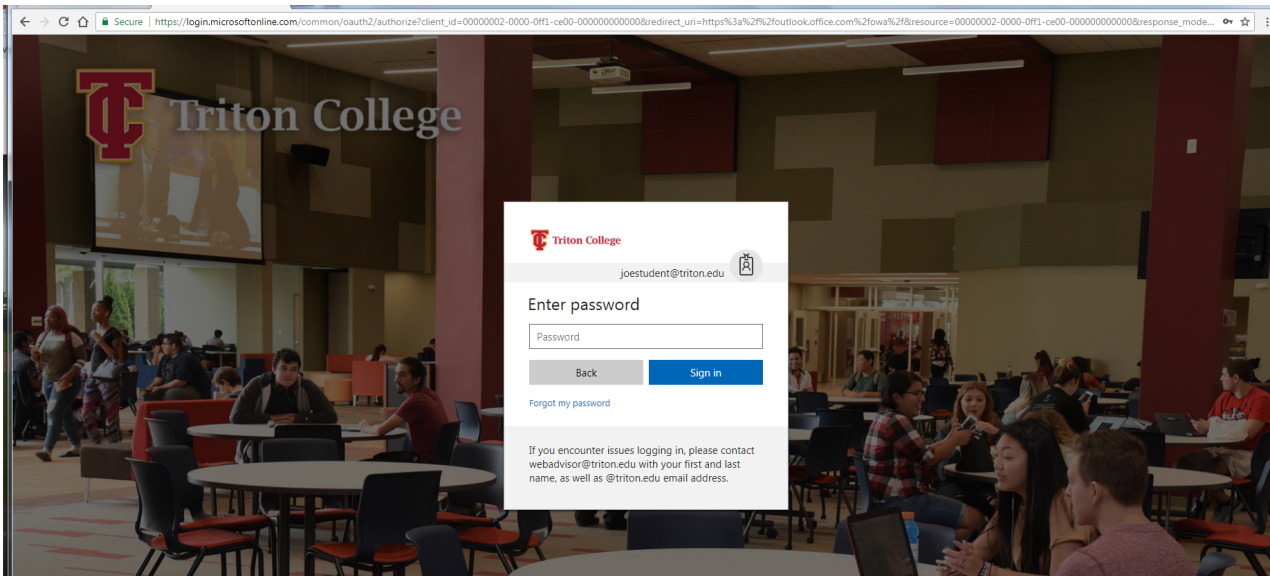 Secure | https://login.microsoftonline.com/common/oauth2/authorize?client_id=00000002-0000-0ff1-ce00-000000000000&redirect_uri=https%3a%2f%2foutlook.office.com%2fowa%2f&resource=00000002-0000-0ff1-ce00-000000000000&response_mode...
Triton College
Triton College
joestudent@triton.edu
Enter password
Password
Back Sign in
Forgot my password
If you encounter issues logging in, please contact
webadvisor@triton.edu with your first and last
name, as well as @triton.edu email address.